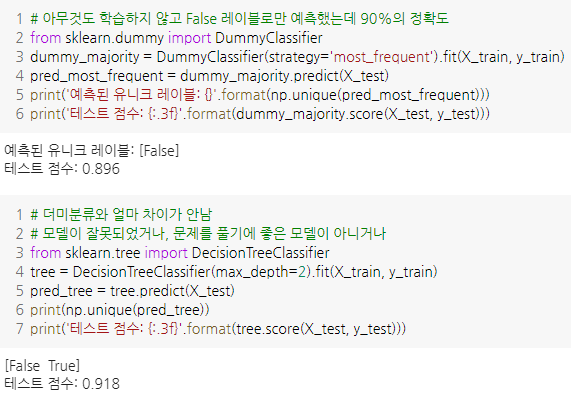 1 # 아무것도 학습하지 않고 False 레이블로만 예측했는데 90%의 정확도
2 from sklearn.dummy import DummyClassifier
3 dummy_majority = DummyClassifier(strategy='most_frequent').fit(X_train, y_train)
4 pred_most_frequent = dummy_majority.predict(X_test)
5 print('예측된 유니크 레이블: {}'.format(np.unique(pred_most_frequent)))
6 print('테스트 점수: {:.3f}'.format(dummy_majority.score(X_test, y_test)))
예측된 유니크 레이블: [False]
테스트 점수: 0.896
1 # 더미분류와 얼마 차이가 안남
2 # 모델이 잘못되었거나, 문제를 풀기에 좋은 모델이 아니거나
3 from sklearn.tree import DecisionTreeClassifier
4 tree = DecisionTreeClassifier(max_depth=2).fit(X_train, y_train)
5 pred_tree = tree.predict(X_test)
6 print(np.unique(pred_tree))
7 print('테스트 점수: {:.3f}'.format(tree.score(X_test, y_test)))
[False  True]
테스트 점수: 0.918